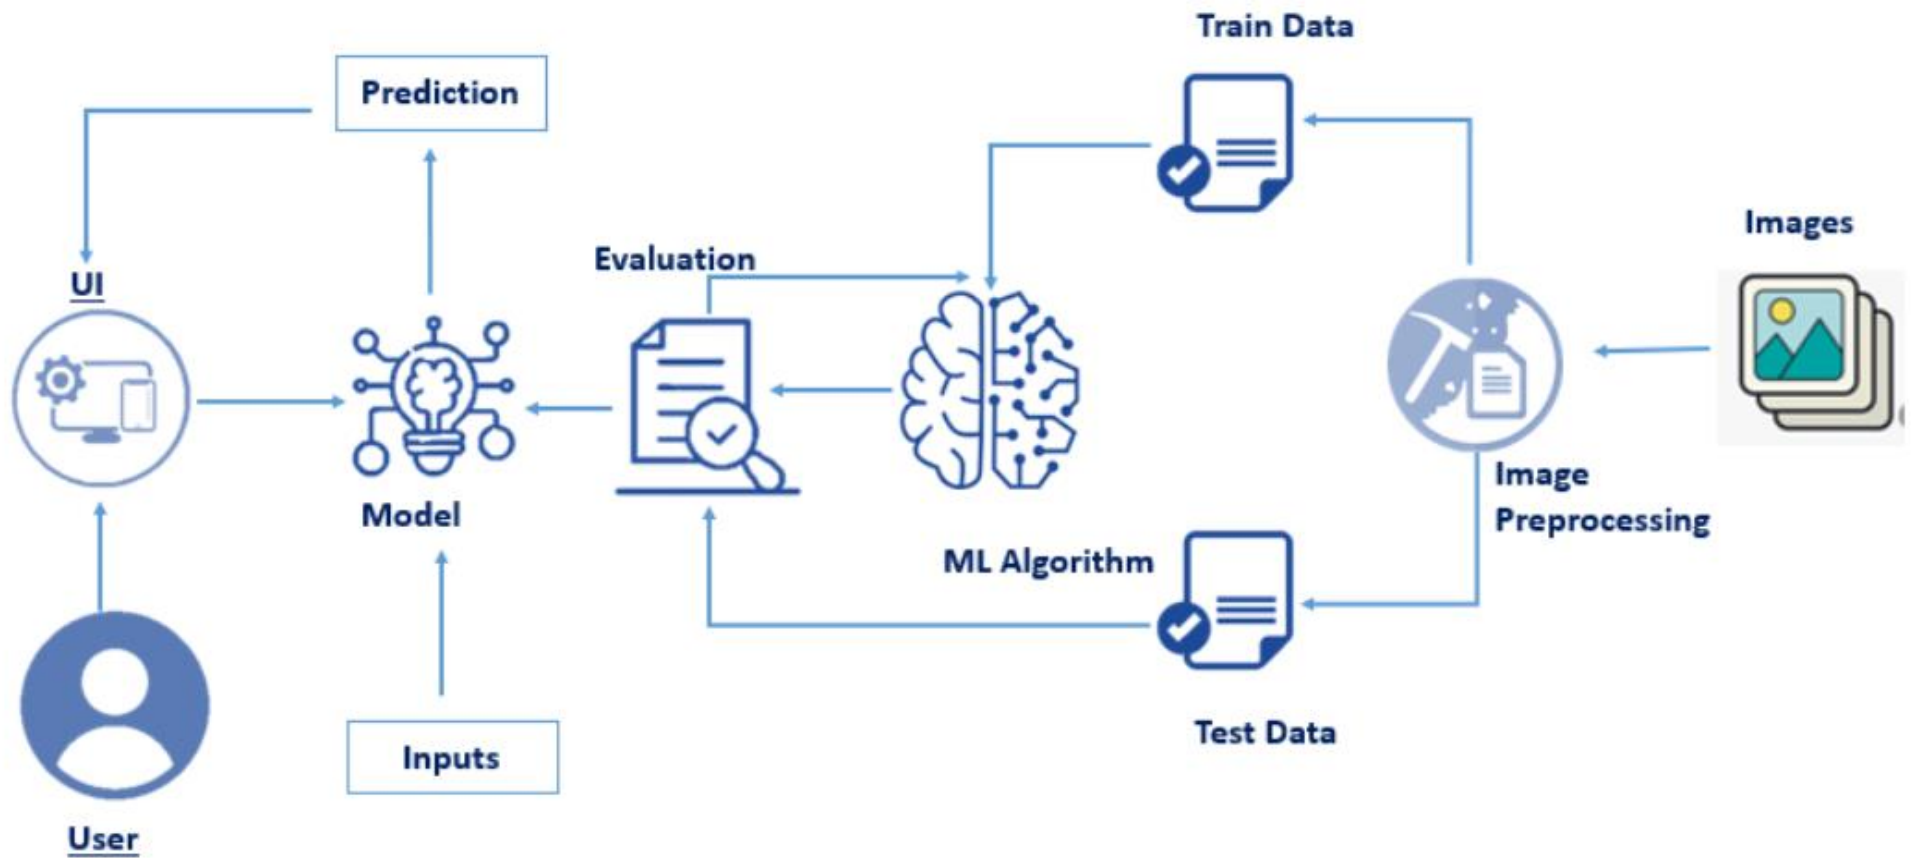 Train Data
Prediction
Images
Evaluation
UI
Image
Preprocessing
Model
ML Algorithm
Test Data
Inputs
User